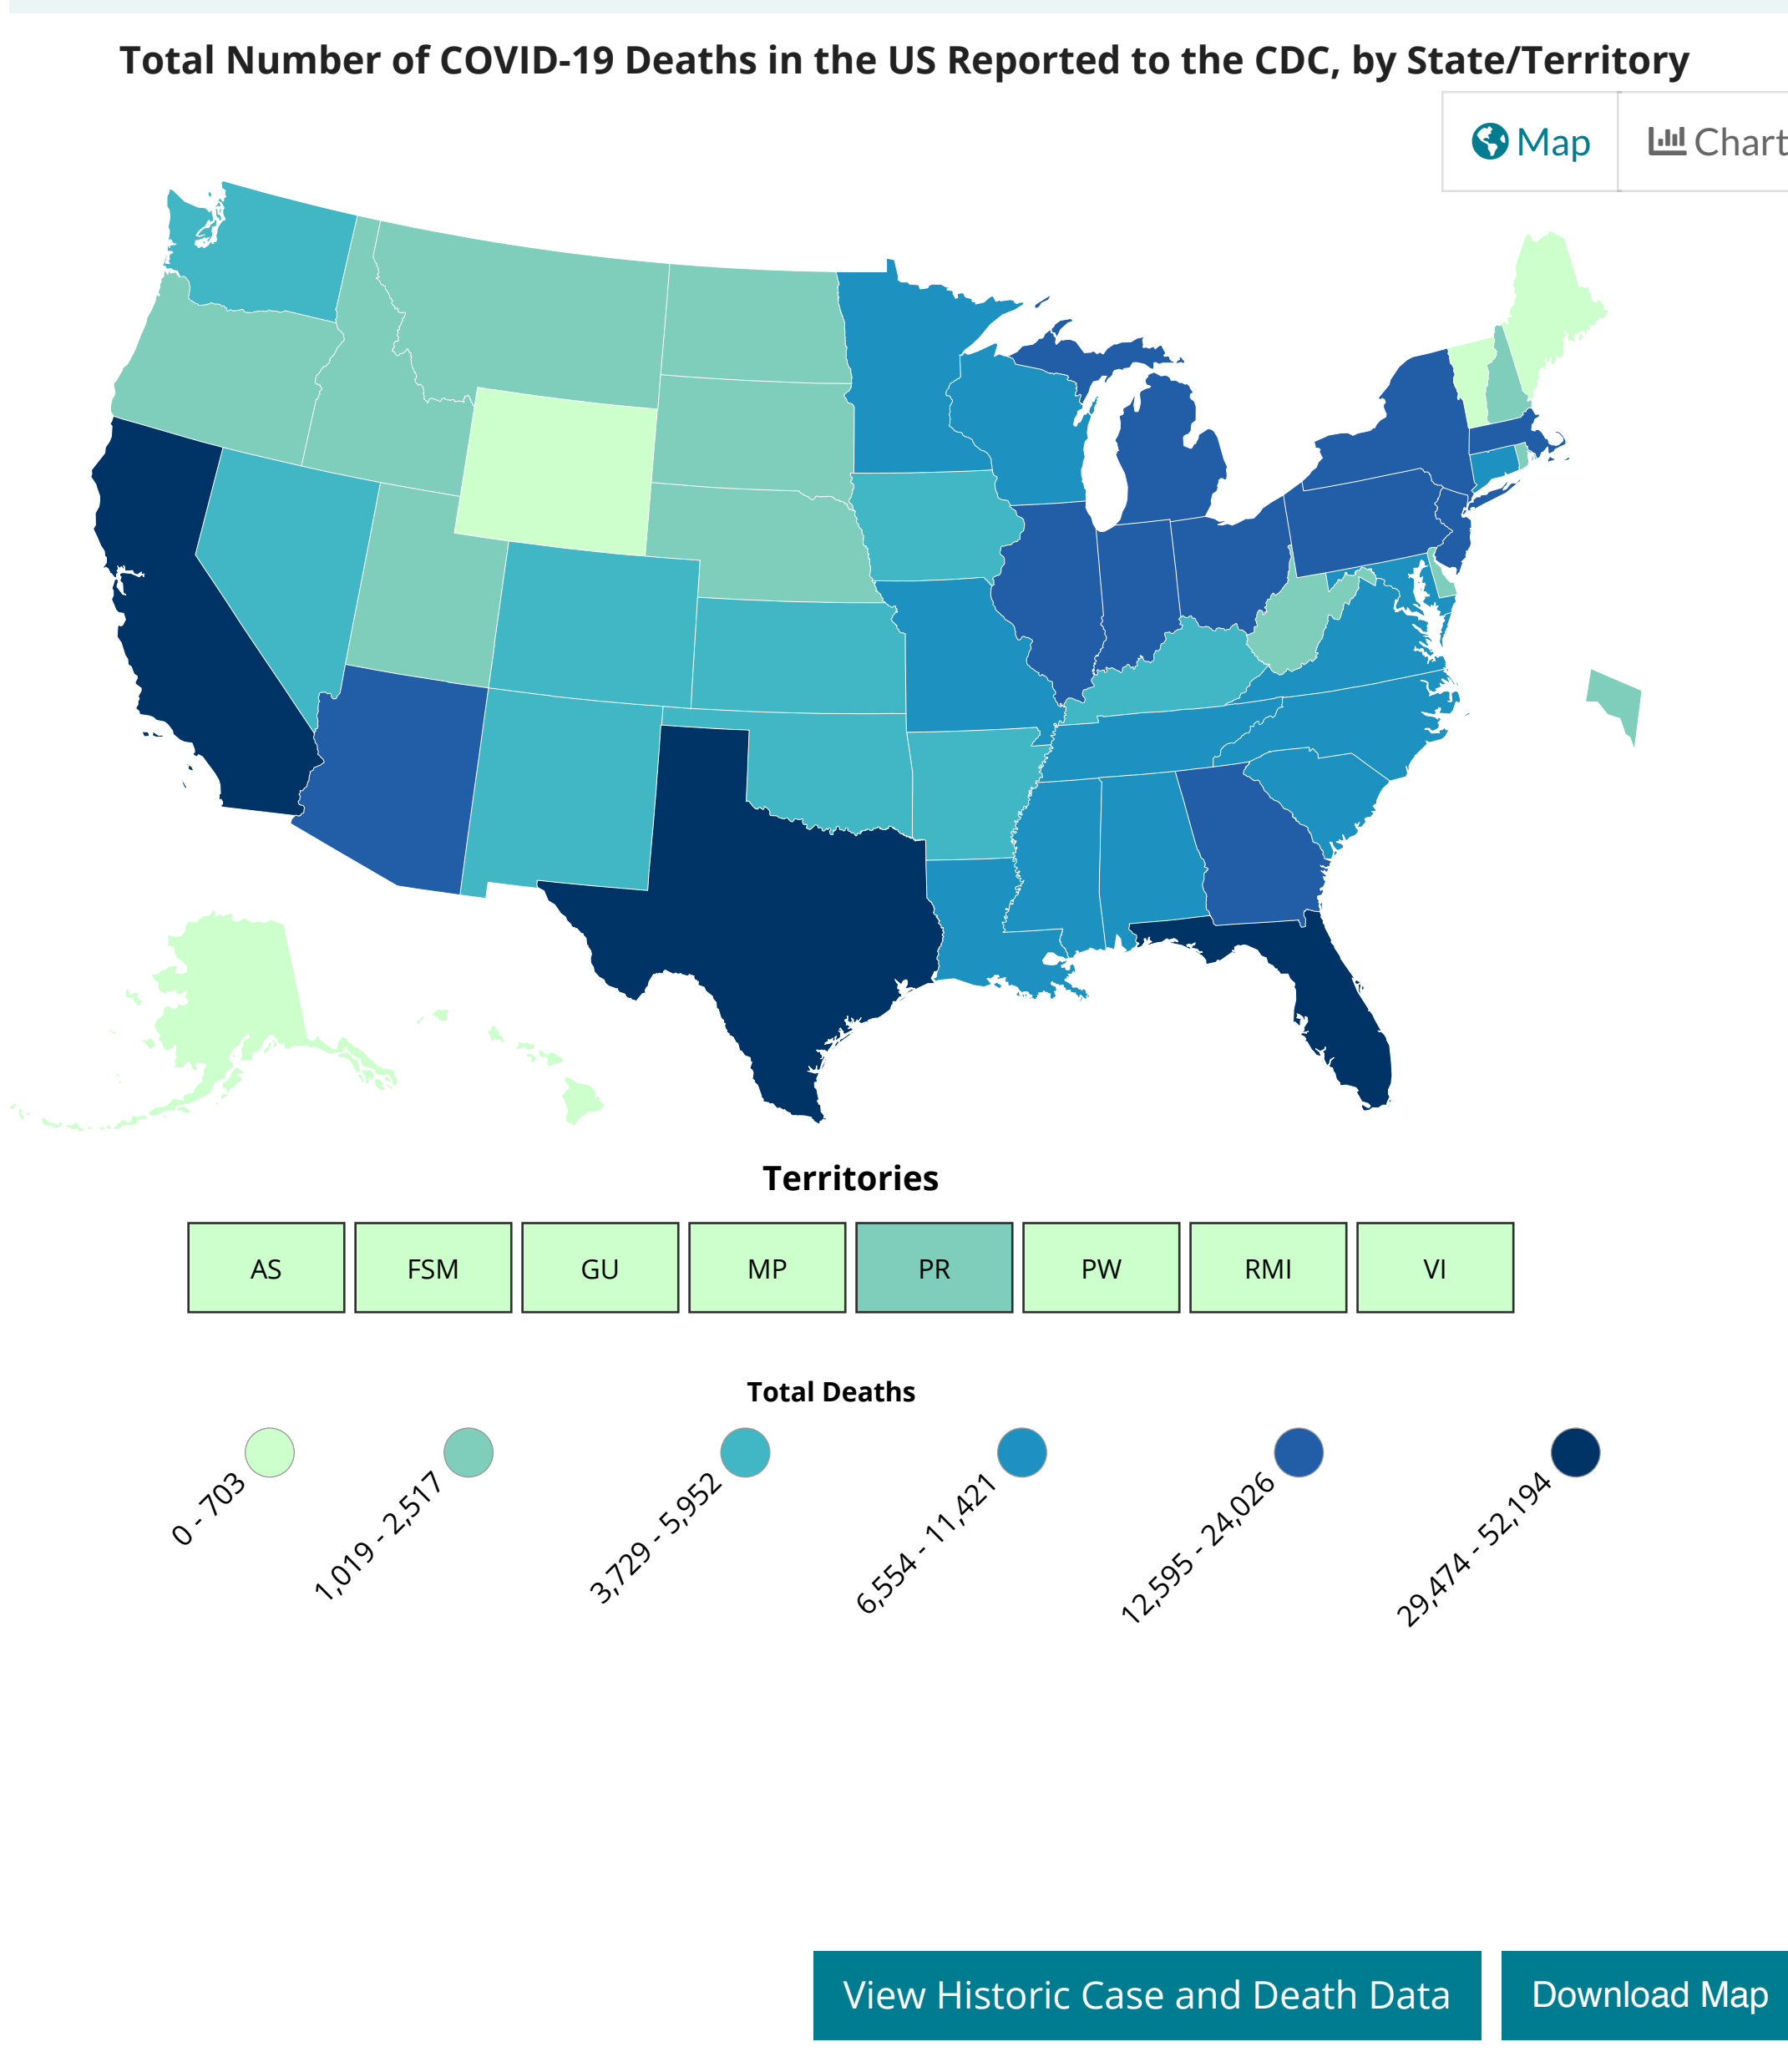 Total Number of COVID-19 Deaths in the US Reported to the CDC, by State/Territory
Map
Chart
Territories
AS
FSM
GU
MP
PR
PW
RMI
VI
Total Deaths
0 - 703
1,019 - 2,517
3,729 - 5,952
6,554 - 11,421
12,595 - 24,026
29,474 - 52,194
View Historic Case and Death Data
Download Map